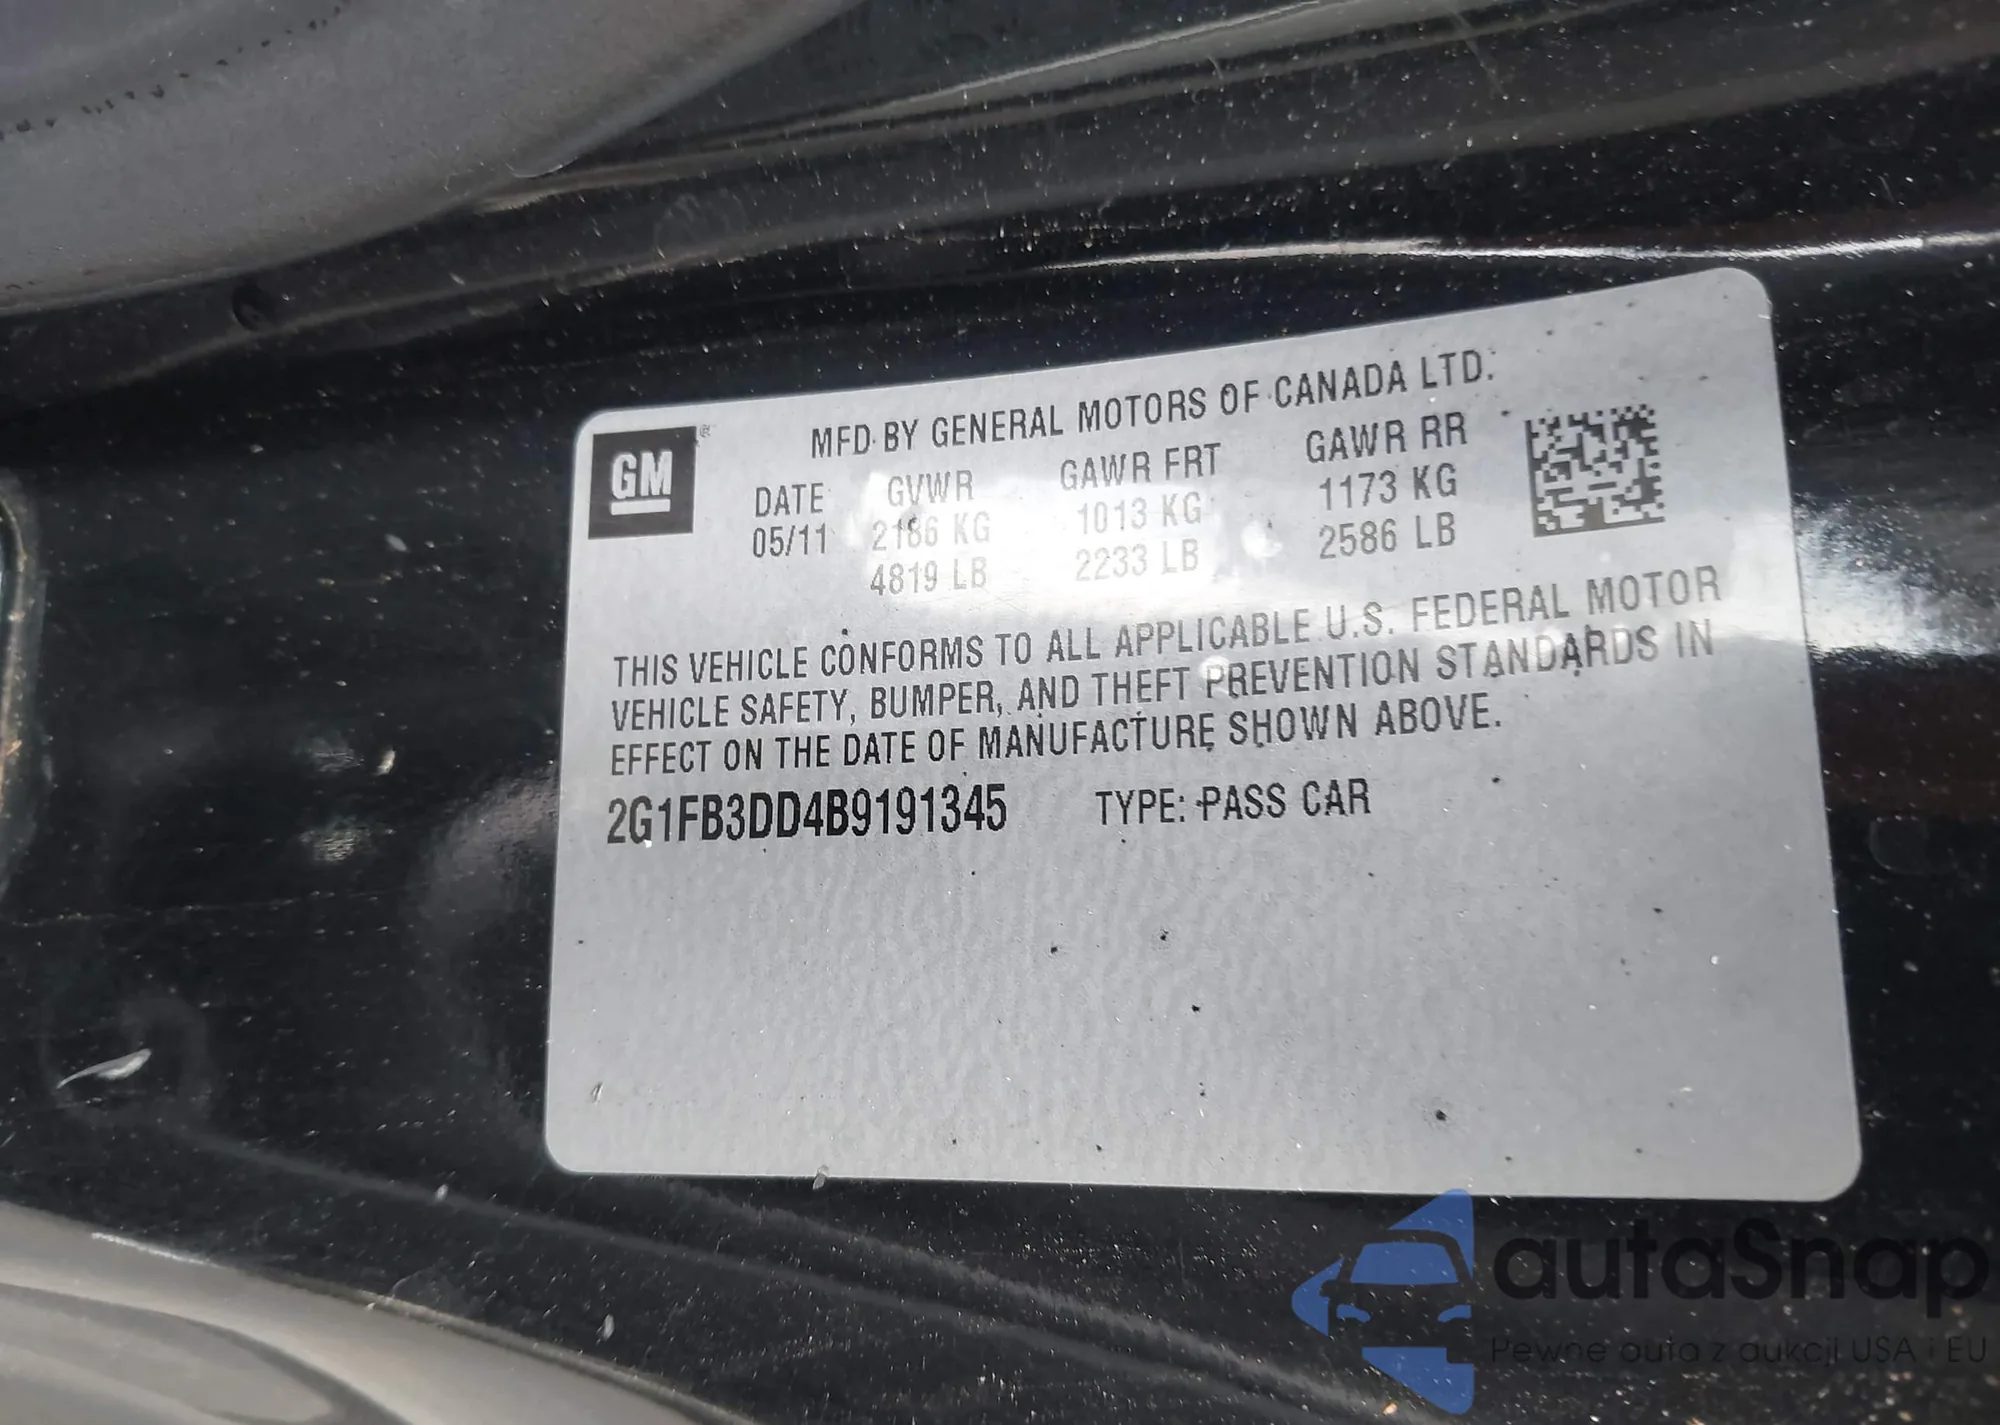 GM®
MFD BY GENERAL MOTORS OF CANADA LTD.
DATE GVWR GAWR FRT GAWR RR
05/11 2186 KG 1013 KG 1173 KG
4819 LB 2233 LB 2586 LB
THIS VEHICLE CONFORMS TO ALL APPLICABLE U.S. FEDERAL MOTOR
VEHICLE SAFETY, BUMPER, AND THEFT PREVENTION STANDARDS IN
EFFECT ON THE DATE OF MANUFACTURE SHOWN ABOVE.
2G1FB3DD4B9191345 TYPE: PASS CAR
autaSnap
Pewne auta z aukcji USA i EU